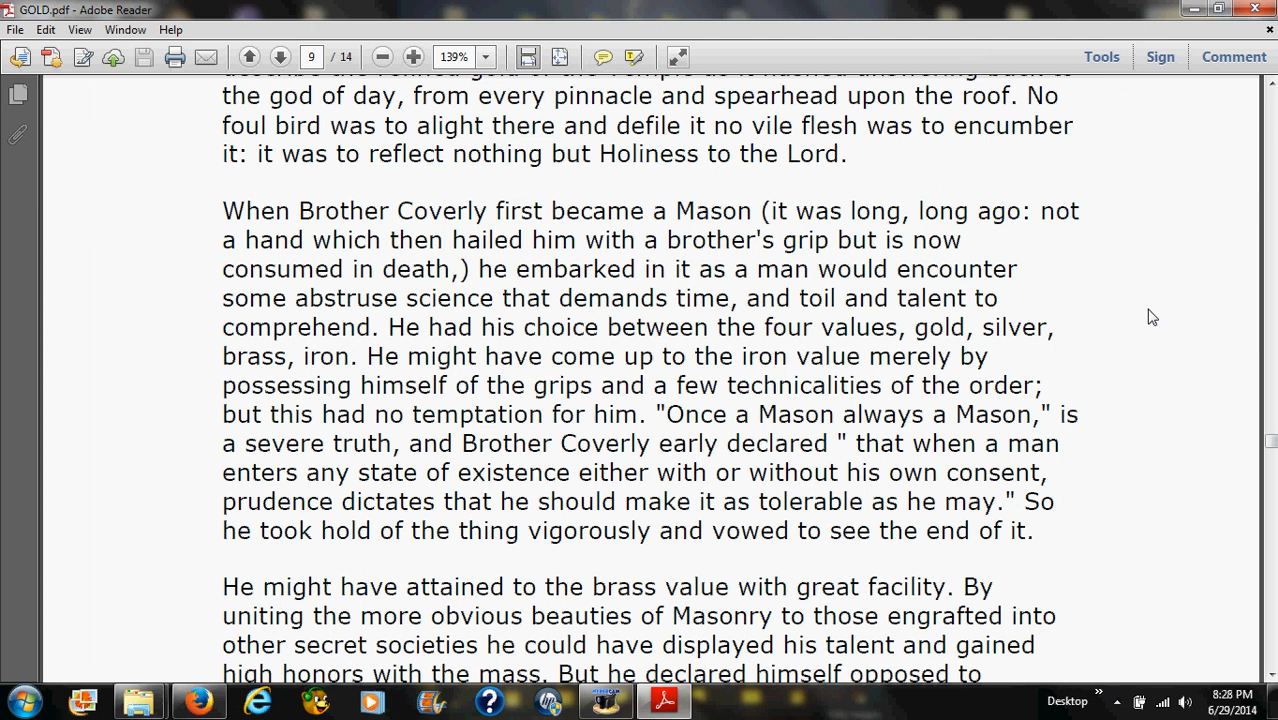 GOLD.pdf - Adobe Reader
File Edit View Window Help
9 / 14 139% Tools Sign Comment
the god of day, from every pinnacle and spearhead upon the roof. No
foul bird was to alight there and defile it no vile flesh was to encumber
it: it was to reflect nothing but Holiness to the Lord.
When Brother Coverly first became a Mason (it was long, long ago: not
a hand which then hailed him with a brother's grip but is now
consumed in death,) he embarked in it as a man would encounter
some abstruse science that demands time, and toil and talent to
comprehend. He had his choice between the four values, gold, silver,
brass, iron. He might have come up to the iron value merely by
possessing himself of the grips and a few technicalities of the order;
but this had no temptation for him. "Once a Mason always a Mason," is
a severe truth, and Brother Coverly early declared " that when a man
enters any state of existence either with or without his own consent,
prudence dictates that he should make it as tolerable as he may." So
he took hold of the thing vigorously and vowed to see the end of it.
He might have attained to the brass value with great facility. By
uniting the more obvious beauties of Masonry to those engrafted into
other secret societies he could have displayed his talent and gained
high honors with the mass. But he declared himself opposed to
Desktop 8:28 PM
6/29/2014